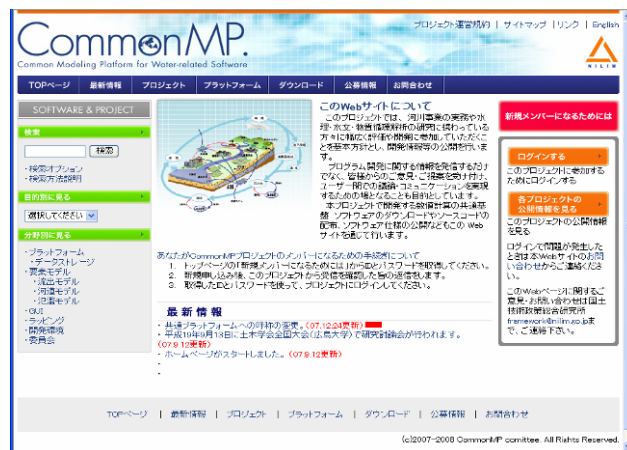 プロジェクト運営規約 | サイトマップ | リンク | English
CommonMP.
Common Modeling Platform for Water-related Software
NILIM
TOPページ 最新情報 プロジェクト プラットフォーム ダウンロード 公募情報 お問合わせ
SOFTWARE & PROJECT
検索
検索
・検索オプション
・検索方法説明
目的別に見る
選択してください
分野別に見る
・プラットフォーム
・データストレージ
・要素モデル
・流出モデル
・河道モデル
・氾濫モデル
・GUI
・ラッピング
・開発環境
・委員会
このWebサイトについて
このプロジェクトでは、河川事業の実務や水
理・水文・物質循環解析の研究に携わっている
方々に幅広く評価や開発に参加していただくこ
とを基本方針とし、開発情報等の公開を行いま
す。
プログラム開発に関する情報を発信するだけ
でなく、皆様からのご意見・ご提案を受け付け、
ユーザー間での議論・コミュニケーションを実現
するための場となることも目的としています。
本プロジェクトで開発する数値計算の共通基
盤、ソフトウェアのダウンロードやソースコードの
配布、ソフトウェア仕様の公開などもこの Web
サイトを通じて行います。
あなたがCommonMPプロジェクトのメンバーになるための手続きについて
1. トップページの「新規メンバーになるためには」からIDとパスワードを取得してください。
2. 新規申し込み後、このプロジェクトから受信を確認した旨の返信をします。
3. 取得したIDとパスワードを使って、プロジェクトにログインしてください。
最 新 情 報
・共通プラットフォームへの呼称の変更。(07.12.24更新)
・平成19年9月13日に土木学会全国大会(広島大学)で研究討論会が行われます。
(07.9.12更新)
・ホームページがスタートしました。(07.9.12更新)
新規メンバーになるためには
ログインする
このプロジェクトに参加する
ためにログインする
各プロジェクトの
公開情報を見る
このプロジェクトの公開情報
を見る
ログインで問題が発生した
ときは本Webサイトのお問
い合わせからご連絡くださ
い。
このWebページに関するご
意見・お問い合わせは国土
技術政策総合研究所
framework@nilim.go.jpま
で、ご連絡下さい。
TOPページ | 最新情報 | プロジェクト | プラットフォーム | ダウンロード | 公募情報 | お問合わせ
(c)2007-2008 CommonMP comittee. All Rights Reserved.